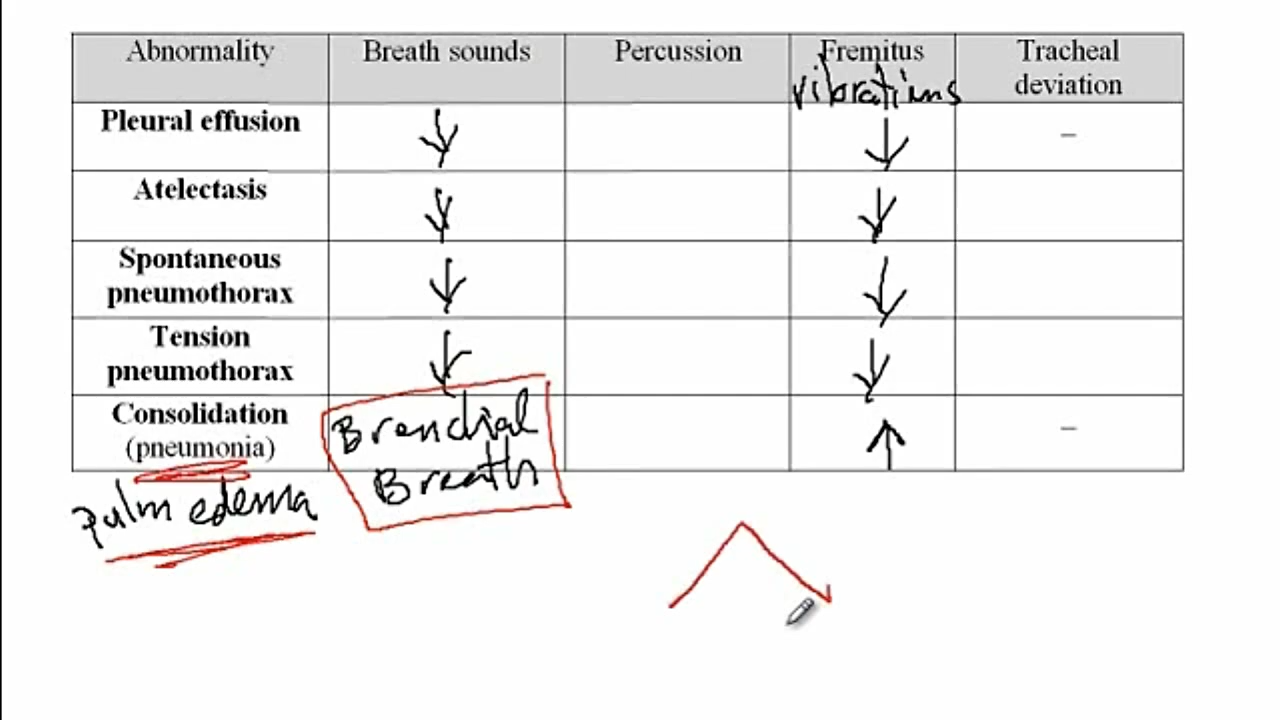 Abnormality Breath sounds Percussion Fremitus Tracheal
vibrations deviation
Pleural effusion –
Atelectasis
Spontaneous
pneumothorax
Tension
pneumothorax
Consolidation Bronchial
(pneumonia) –
Breath
Pulm edema